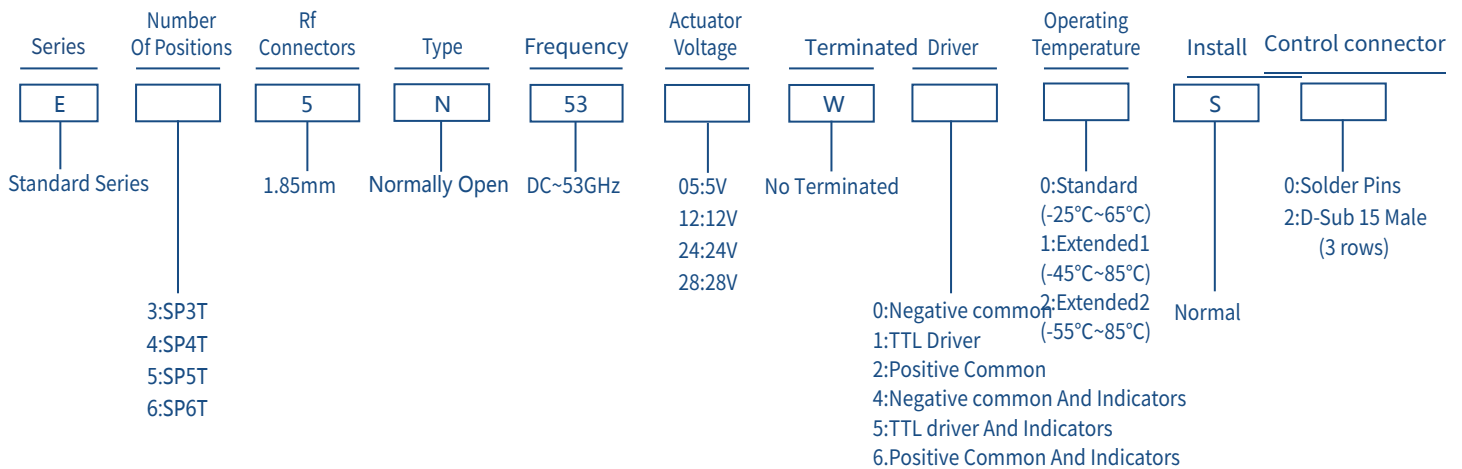 Series
Number
Of Positions
Rf
Connectors
Type
Frequency
Actuator
Voltage
Terminated
Driver
Operating
Temperature
Install
Control connector
E
5
N
53
W
S
Standard Series
1.85mm
Normally Open
DC~53GHz
05:5V
12:12V
24:24V
28:28V
No Terminated
0:Standard
(-25°C~65°C)
1:Extended1
(-45°C~85°C)
2:Extended2
(-55°C~85°C)
0:Solder Pins
2:D-Sub 15 Male
(3 rows)
3:SP3T
4:SP4T
5:SP5T
6:SP6T
0:Negative common
1:TTL Driver
2:Positive Common
4:Negative common And Indicators
5:TTL driver And Indicators
6.Positive Common And Indicators
Normal